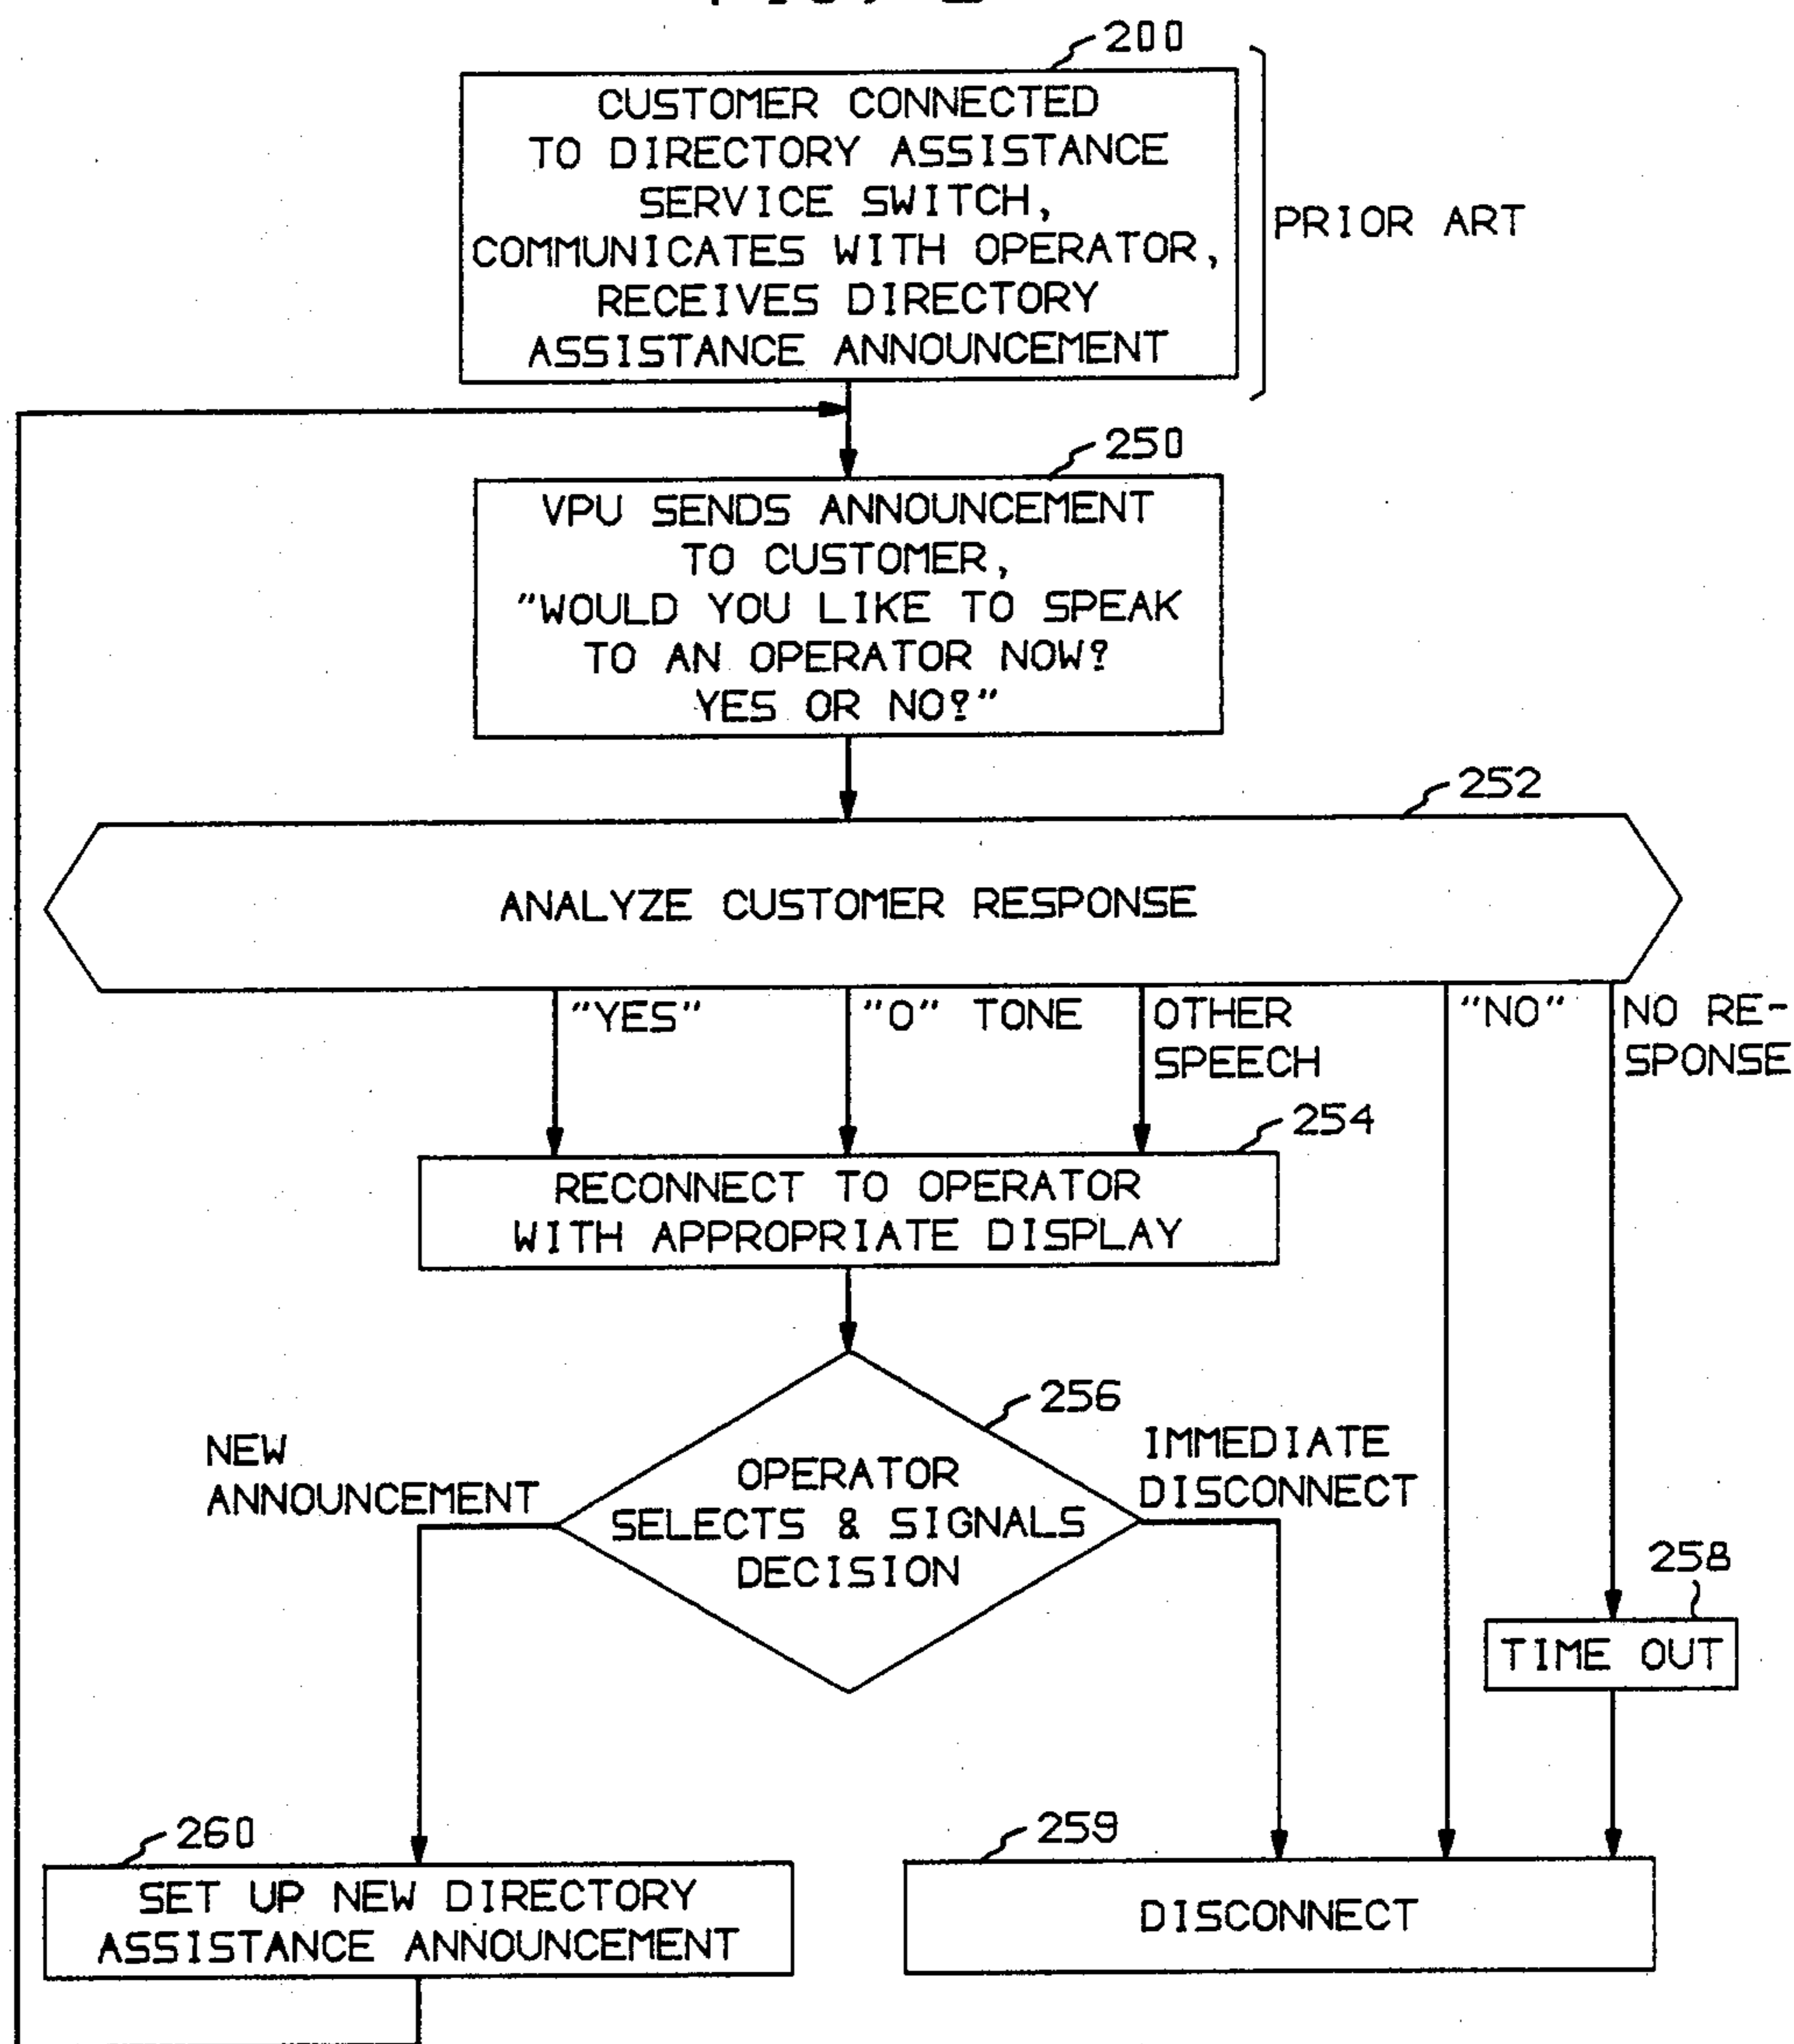 200
CUSTOMER CONNECTED
TO DIRECTORY ASSISTANCE
SERVICE SWITCH,
COMMUNICATES WITH OPERATOR,
RECEIVES DIRECTORY
ASSISTANCE ANNOUNCEMENT
PRIOR ART
250
VPU SENDS ANNOUNCEMENT
TO CUSTOMER,
"WOULD YOU LIKE TO SPEAK
TO AN OPERATOR NOW?
YES OR NO?"
252
ANALYZE CUSTOMER RESPONSE
"YES"
"0" TONE
OTHER
SPEECH
"NO"
NO RE-
SPONSE
254
RECONNECT TO OPERATOR
WITH APPROPRIATE DISPLAY
256
OPERATOR
SELECTS & SIGNALS
DECISION
NEW
ANNOUNCEMENT
IMMEDIATE
DISCONNECT
258
TIME OUT
260
SET UP NEW DIRECTORY
ASSISTANCE ANNOUNCEMENT
259
DISCONNECT